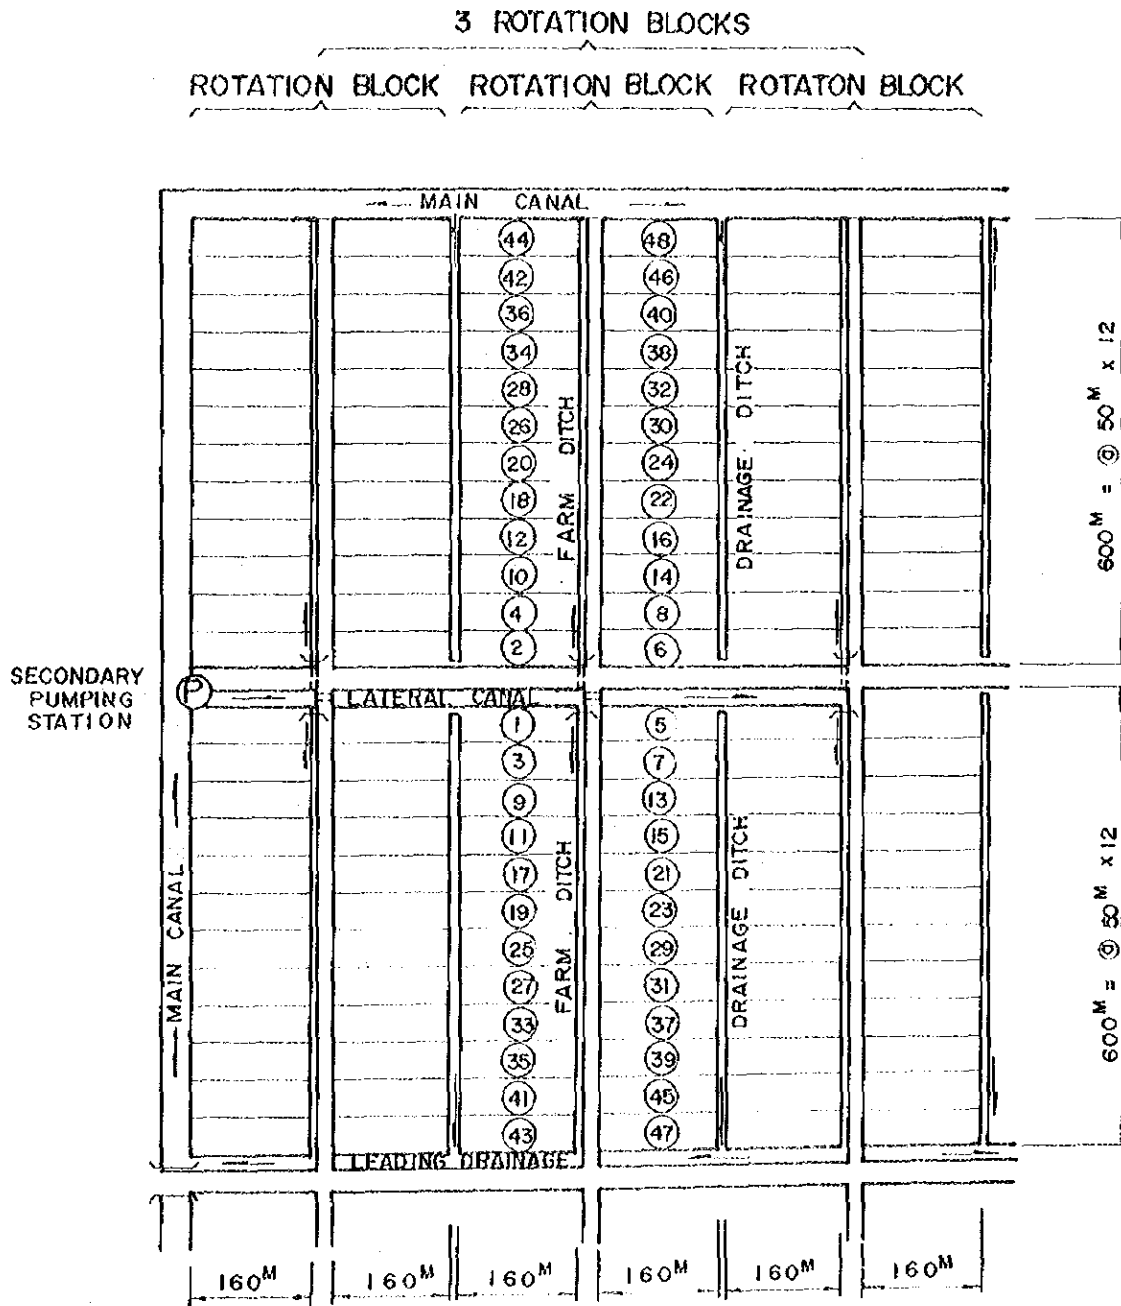 3 ROTATION BLOCKS
ROTATION BLOCK ROTATION BLOCK ROTATON BLOCK
MAIN CANAL
44 48
42 46
36 40
34 38
28 32
26 30
20 24
18 22
12 16
10 14
4 8
2 6
FARM DITCH
DRAINAGE DITCH
600M = @ 50M x 12
SECONDARY
PUMPING
STATION
P
LATERAL CANAL
1 5
3 7
9 13
11 15
17 21
19 23
25 29
27 31
33 37
35 39
41 45
43 47
MAIN CANAL
FARM DITCH
DRAINAGE DITCH
600M = @ 50M x 12
LEADING DRAINAGE
160M 160M 160M 160M 160M 160M